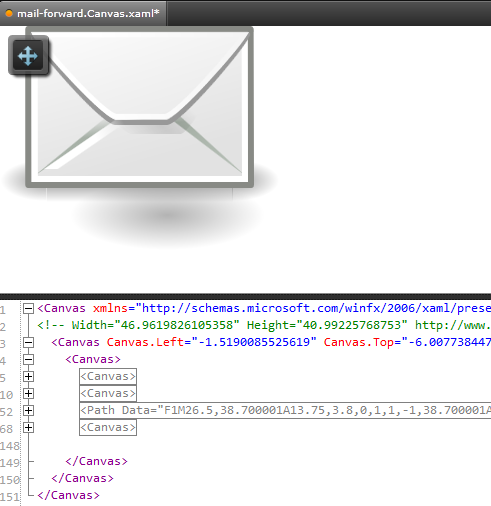 mail-forward.Canvas.xaml*
1 <Canvas xmlns="http://schemas.microsoft.com/winfx/2006/xaml/prese
2 <!-- Width="46.9619826105358" Height="40.99225768753" http://www.
3 <Canvas Canvas.Left="-1.5190085525619" Canvas.Top="-6.007738447
4 <Canvas>
5 <Canvas>
10 <Canvas>
52 <Path Data="F1M26.5,38.700001A13.75,3.8,0,1,1,-1,38.700001A
68 <Canvas>
148
149 </Canvas>
150 </Canvas>
151 </Canvas>